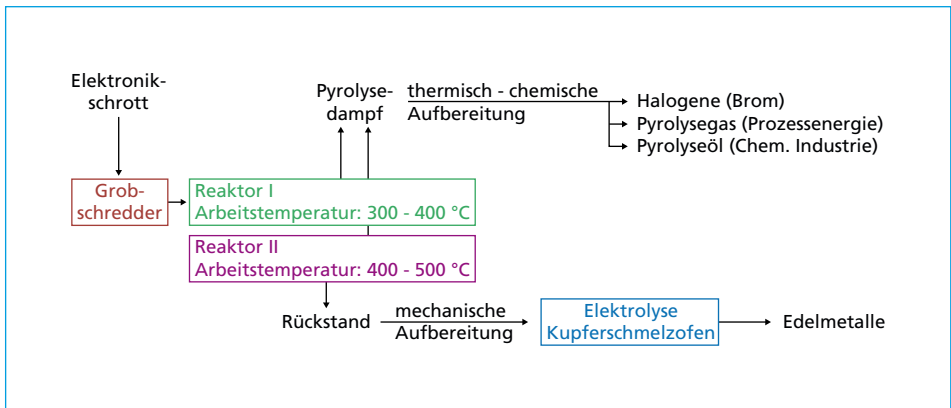 Elektronik-
schrott
Pyrolyse-
dampf
thermisch - chemische
Aufbereitung
Halogene (Brom)
Pyrolysegas (Prozessenergie)
Pyrolyseöl (Chem. Industrie)
Grob-
schredder
Reaktor I
Arbeitstemperatur: 300 - 400 °C
Reaktor II
Arbeitstemperatur: 400 - 500 °C
Rückstand
mechanische
Aufbereitung
Elektrolyse
Kupferschmelzofen
Edelmetalle